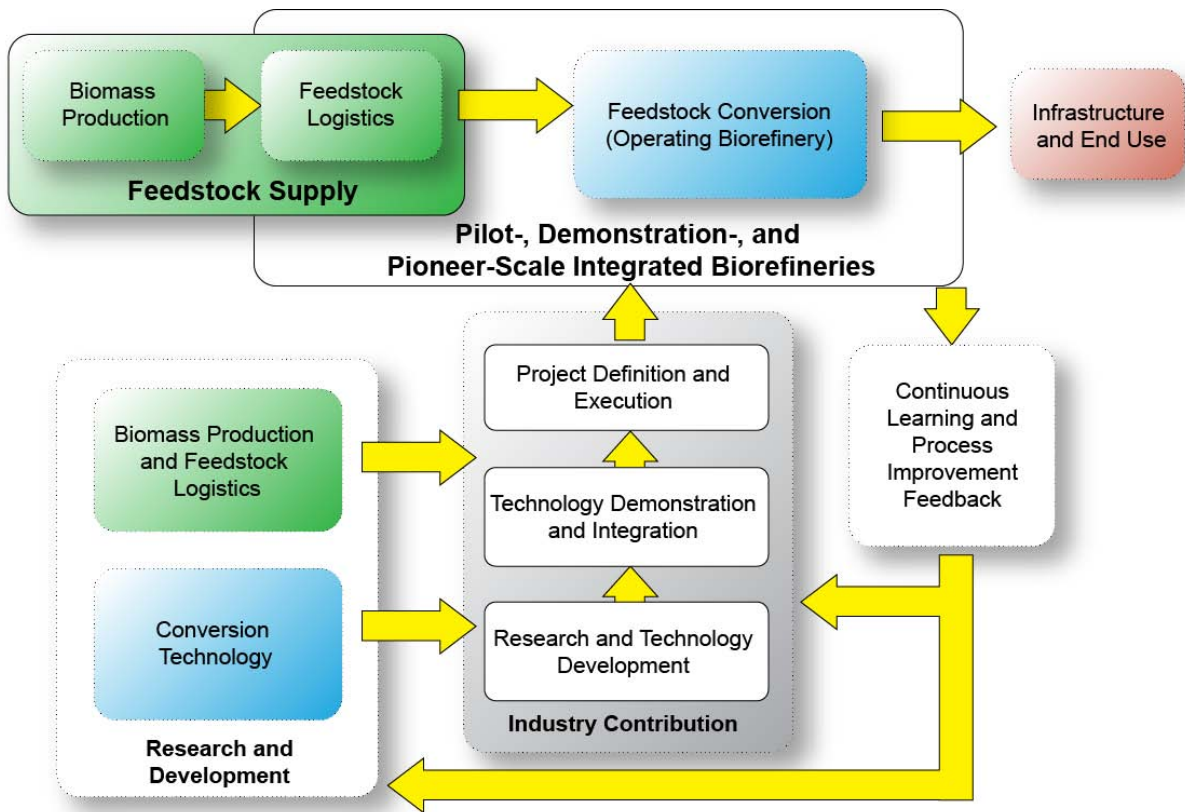 Biomass
Production
Feedstock
Logistics
Feedstock Supply
Feedstock Conversion
(Operating Biorefinery)
Infrastructure
and End Use
Pilot-, Demonstration-, and
Pioneer-Scale Integrated Biorefineries
Biomass Production
and Feedstock
Logistics
Conversion
Technology
Research and
Development
Project Definition and
Execution
Technology Demonstration
and Integration
Research and Technology
Development
Industry Contribution
Continuous
Learning and
Process
Improvement
Feedback